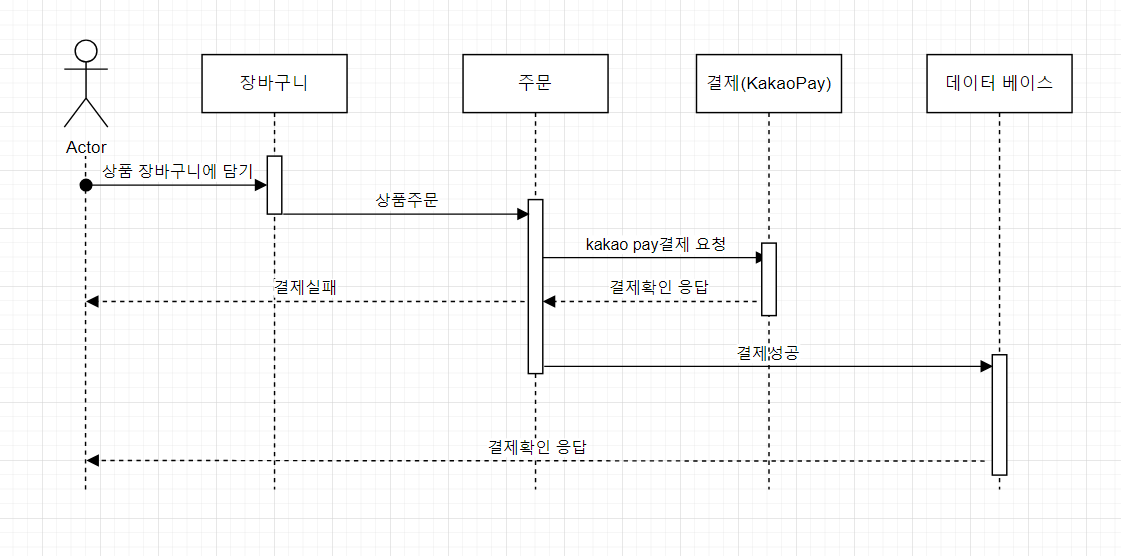 장바구니
주문
결제(KakaoPay)
데이터 베이스
Actor
상품 장바구니에 담기
상품주문
kakao pay결제 요청
결제실패
결제확인 응답
결제성공
결제확인 응답